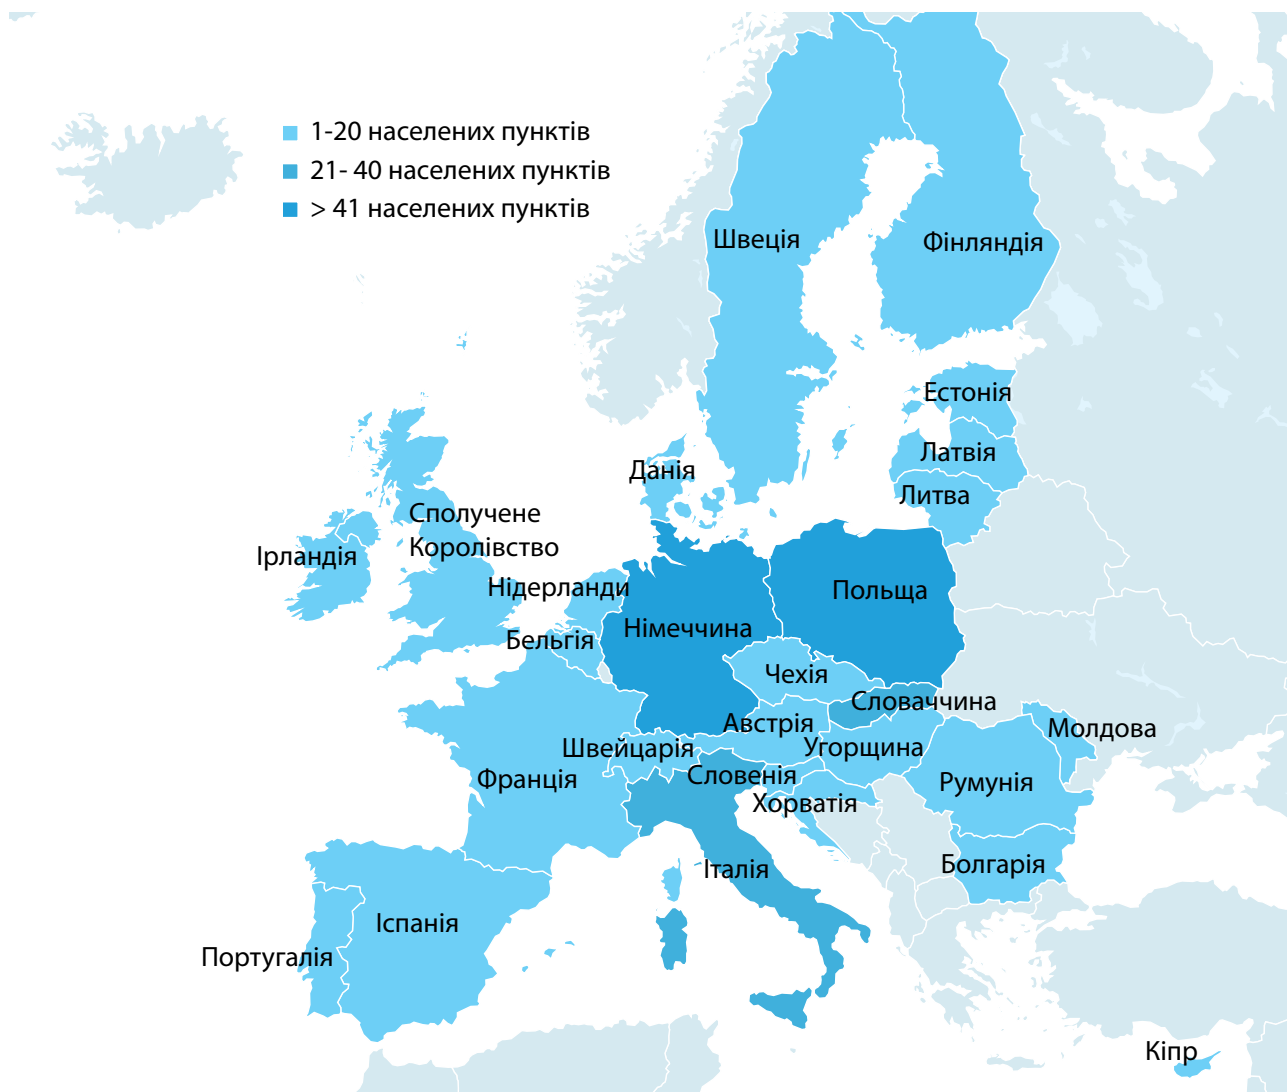 1-20 населених пунктів
21- 40 населених пунктів
> 41 населених пунктів
Швеція
Фінляндія
Естонія
Латвія
Данія
Литва
Сполучене
Королівство
Ірландія
Нідерланди
Польща
Німеччина
Бельгія
Чехія
Словаччина
Австрія
Молдова
Швейцарія
Угорщина
Франція
Словенія
Румунія
Хорватія
Італія
Болгарія
Іспанія
Португалія
Кіпр